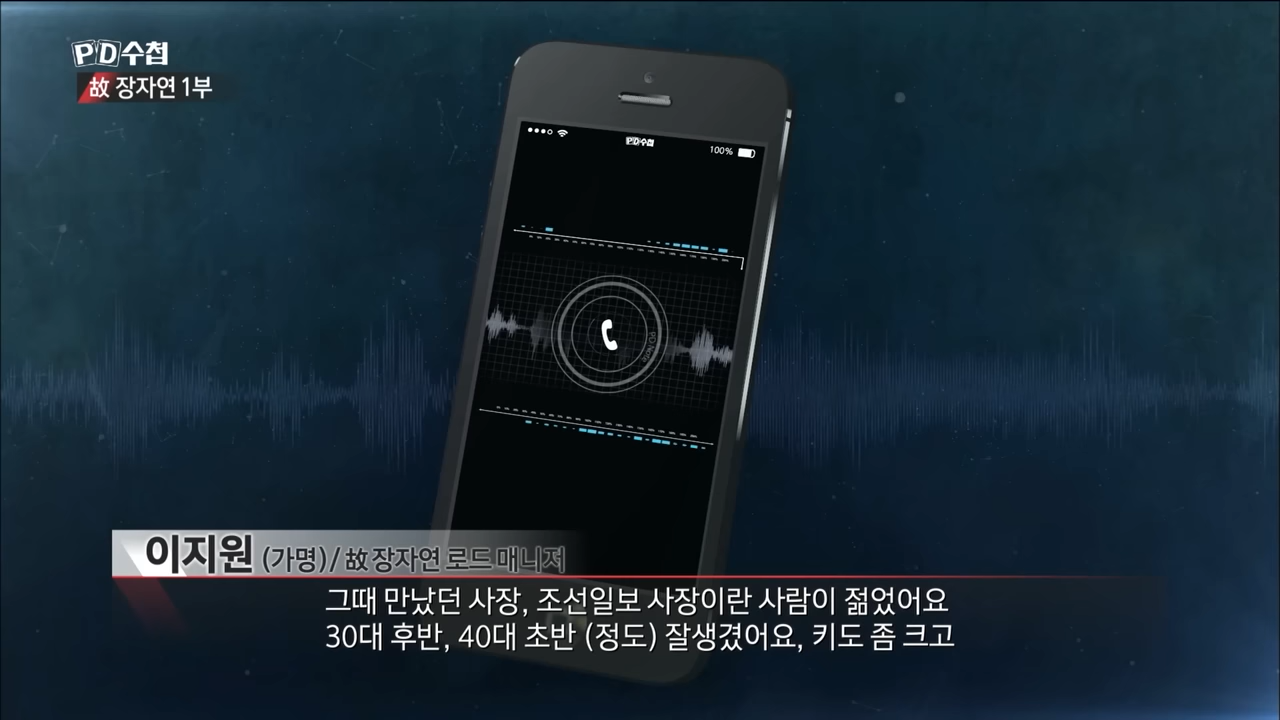 PD수첩
故 장자연 1부
PD수첩
100%
이지원 (가명) / 故 장자연 로드 매니저
그때 만났던 사장, 조선일보 사장이란 사람이 젊었어요
30대 후반, 40대 초반 (정도) 잘생겼어요, 키도 좀 크고